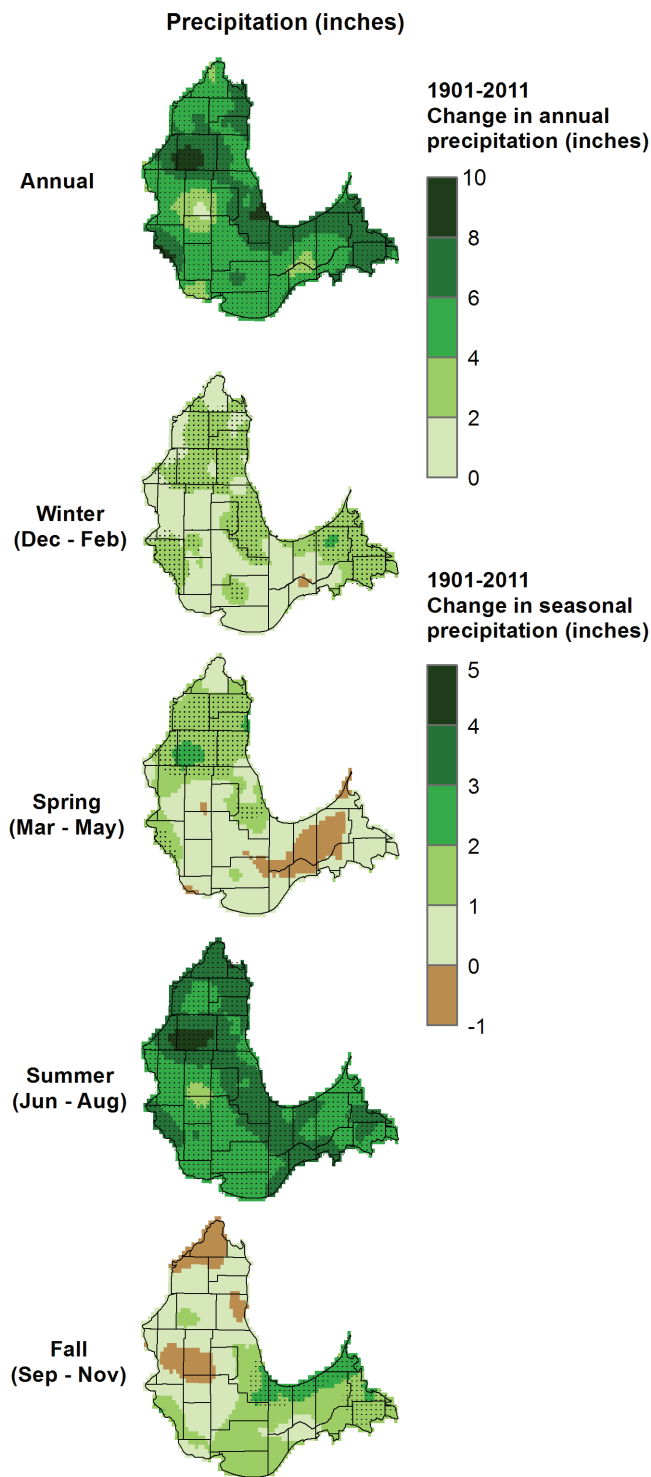 Precipitation (inches)
1901-2011
Change in annual
precipitation (inches)
10
8
6
4
2
0
Annual
Winter
(Dec - Feb)
1901-2011
Change in seasonal
precipitation (inches)
5
4
3
2
1
0
-1
Spring
(Mar - May)
Summer
(Jun - Aug)
Fall
(Sep - Nov)